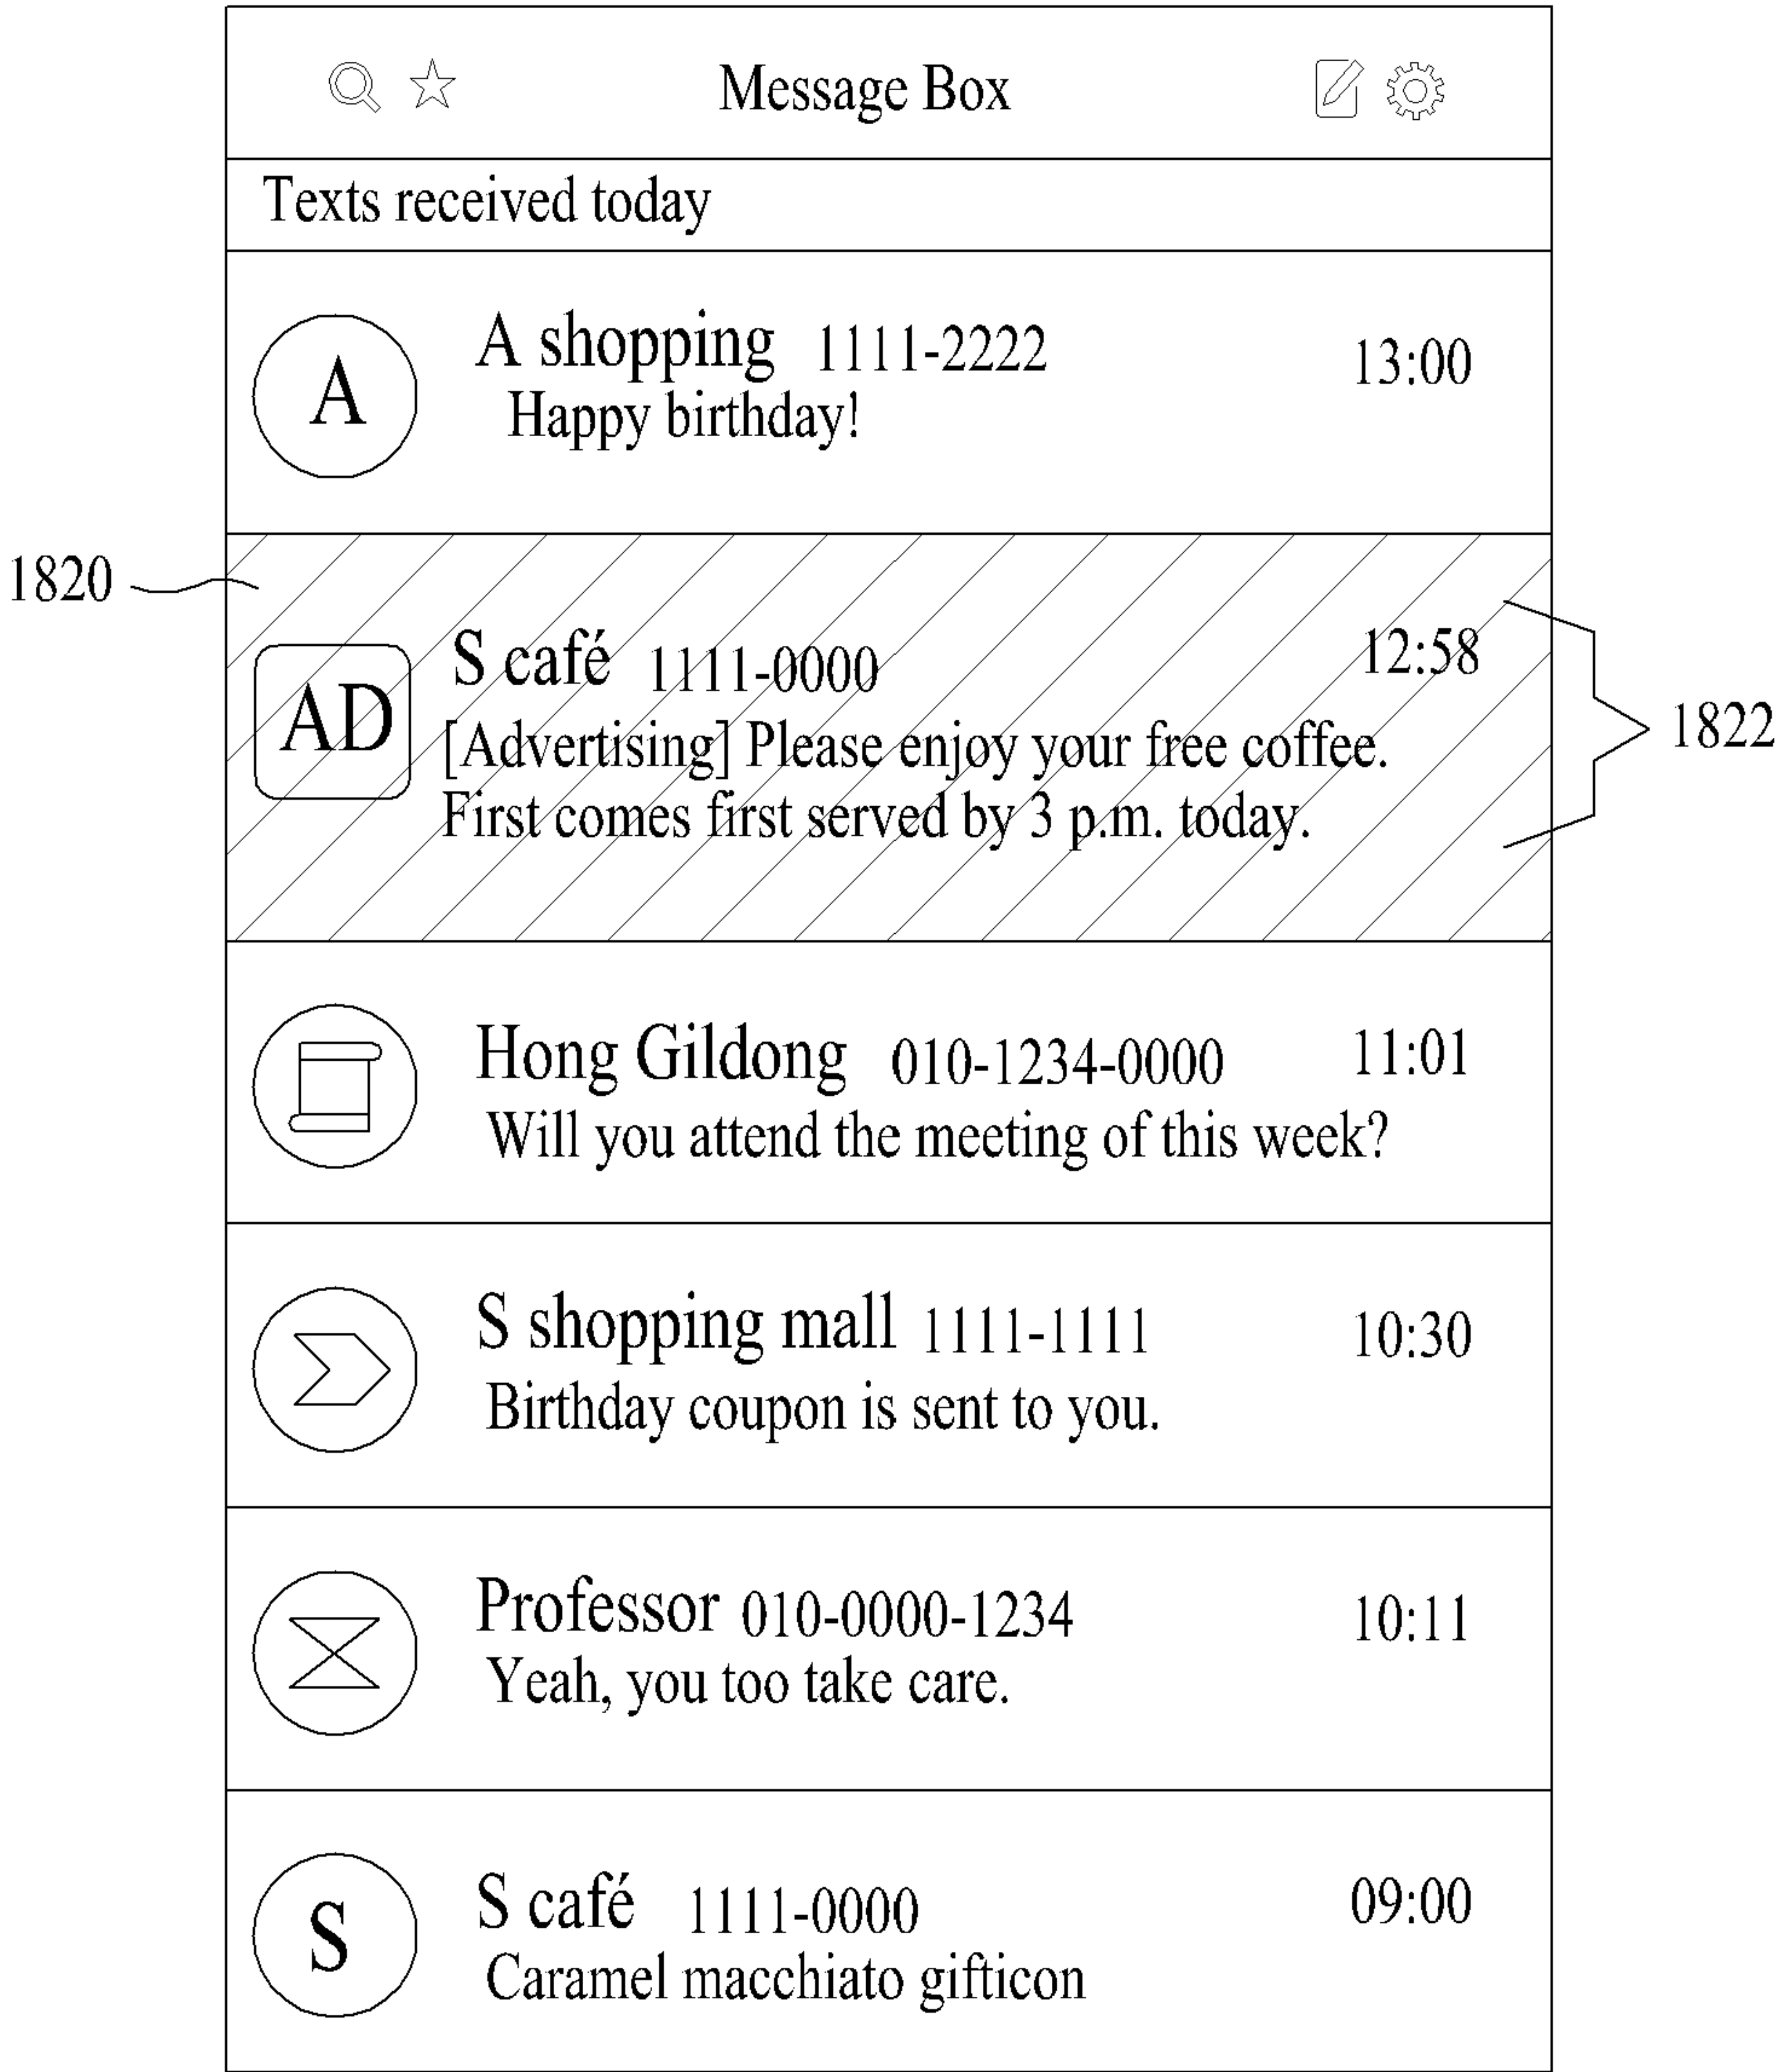 Message Box
Texts received today
A
A shopping 1111-2222 13:00
Happy birthday!
1820
AD
S café 1111-0000 12:58
[Advertising] Please enjoy your free coffee.
First comes first served by 3 p.m. today.
1822
Hong Gildong 010-1234-0000 11:01
Will you attend the meeting of this week?
S shopping mall 1111-1111 10:30
Birthday coupon is sent to you.
Professor 010-0000-1234 10:11
Yeah, you too take care.
S
S café 1111-0000 09:00
Caramel macchiato gifticon